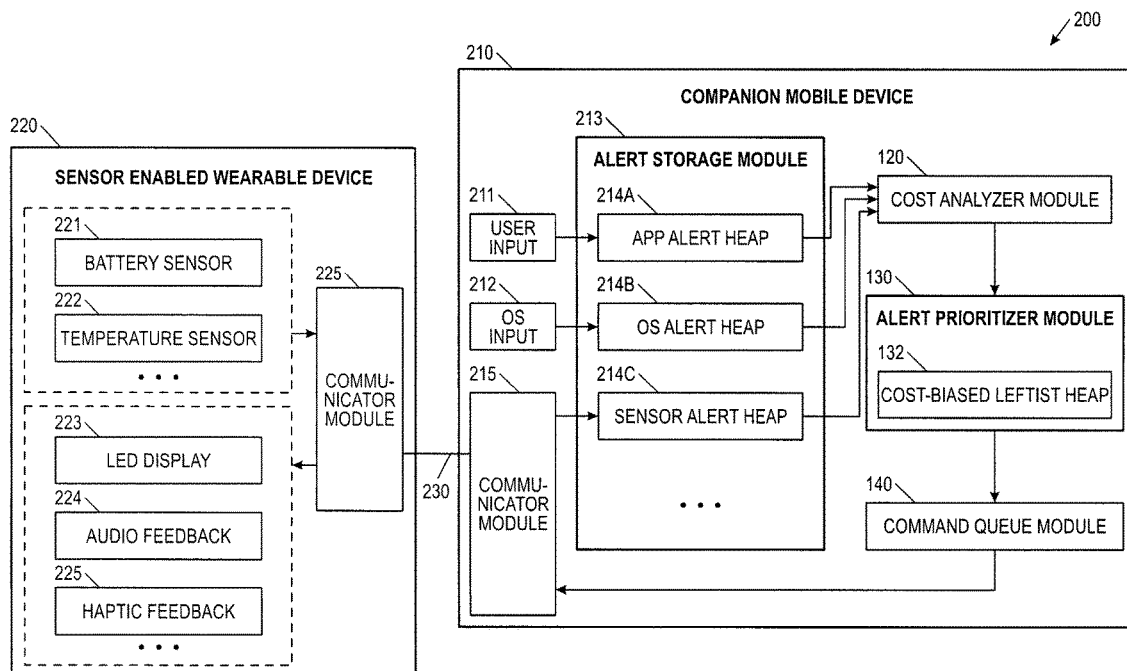 200
210
COMPANION MOBILE DEVICE
220
SENSOR ENABLED WEARABLE DEVICE
221
BATTERY SENSOR
222
TEMPERATURE SENSOR
• • •
223
LED DISPLAY
224
AUDIO FEEDBACK
225
HAPTIC FEEDBACK
• • •
225
COMMU-
NICATOR
MODULE
230
211
USER
INPUT
212
OS
INPUT
215
COMMU-
NICATOR
MODULE
213
ALERT STORAGE MODULE
214A
APP ALERT HEAP
214B
OS ALERT HEAP
214C
SENSOR ALERT HEAP
• • •
120
COST ANALYZER MODULE
130
ALERT PRIORITIZER MODULE
132
COST-BIASED LEFTIST HEAP
140
COMMAND QUEUE MODULE